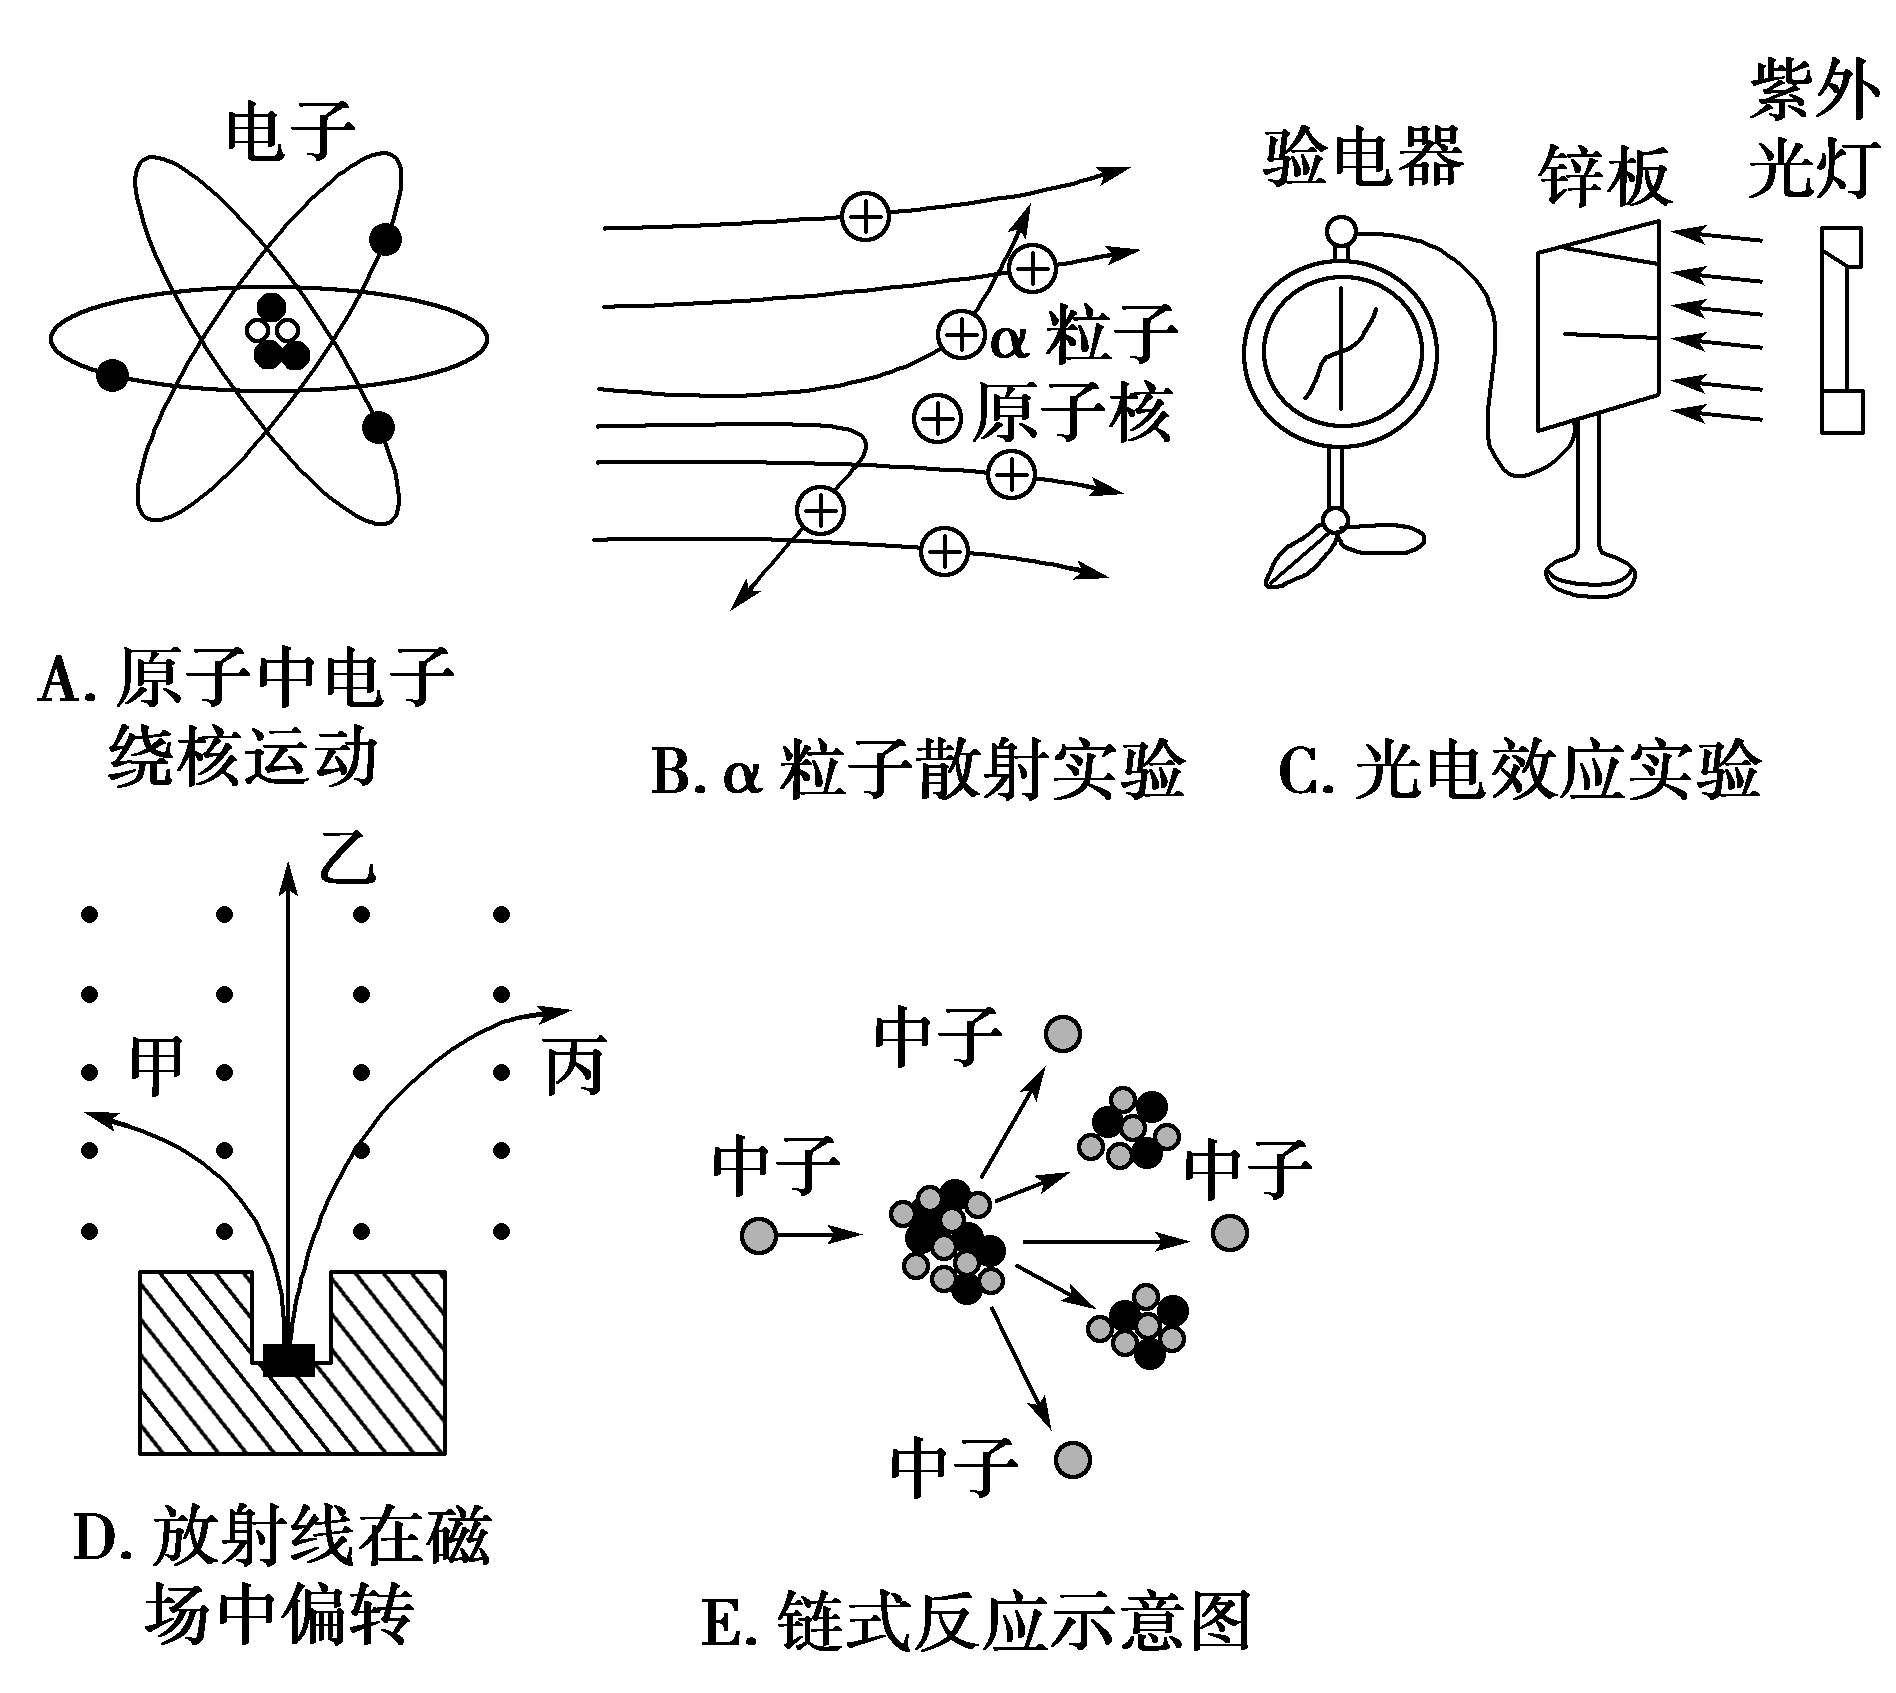 电子
α粒子
原子核
验电器
锌板
紫外
光灯
A.原子中电子
绕核运动
B.α粒子散射实验
C.光电效应实验
乙
甲
丙
D.放射线在磁
场中偏转
中子
中子
中子
中子
E.链式反应示意图